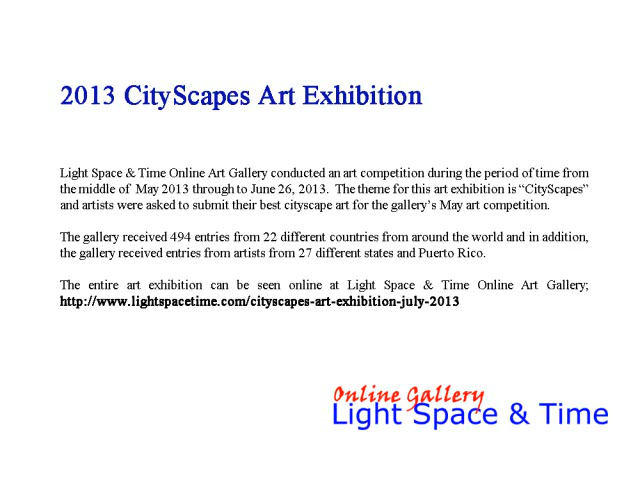 2013 CityScapes Art Exhibition
Light Space & Time Online Art Gallery conducted an art competition during the period of time from
the middle of May 2013 through to June 26, 2013. The theme for this art exhibition is “CityScapes”
and artists were asked to submit their best cityscape art for the gallery’s May art competition.
The gallery received 494 entries from 22 different countries from around the world and in addition,
the gallery received entries from artists from 27 different states and Puerto Rico.
The entire art exhibition can be seen online at Light Space & Time Online Art Gallery;
http://www.lightspacetime.com/cityscapes-art-exhibition-july-2013
Online Gallery
Light Space & Time